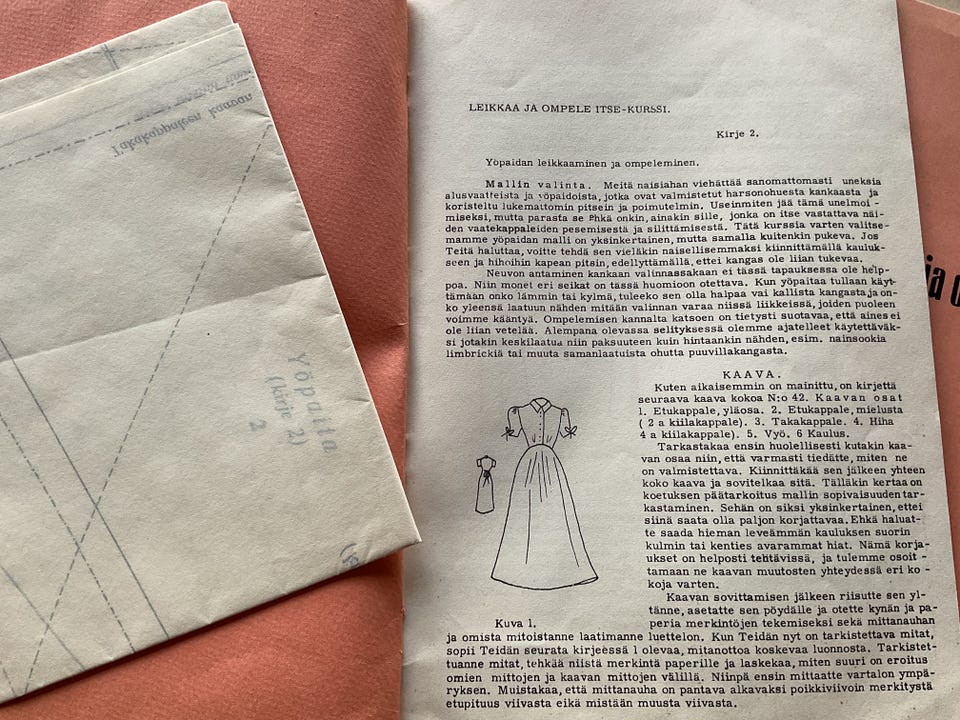 Takakappaleen kaavan
Yöpaita
(kirje 2)
2
LEIKKAA JA OMPELE ITSE-KURSSI.
Kirje 2.
Yöpaidan leikkaaminen ja ompeleminen.
Mallin valinta. Meitä naisiahan viehättää sanomattomasti uneksia
alusvaatteista ja yöpaidoista, jotka ovat valmistetut harsonohuesta kankaasta ja
koristeltu lukemattomin pitsein ja poimutelmin. Useinmiten jää tämä unelmoi -
miseksi, mutta parasta se ehkä onkin, ainakin sille, jonka on itse vastattava näi-
den vaatekappaleiden pesemisestä ja silittämisestä. Tätä kurssia varten valitse-
mamme yöpaidan malli on yksinkertainen, mutta samalla kuitenkin pukeva. Jos
Teitä haluttaa, voitte tehdä sen vieläkin naisellisemmaksi kiinnittämällä kauluk-
seen ja hihoihin kapean pitsin, edellyttämällä, ettei kangas ole liian tukevaa.
Neuvon antaminen kankaan valinnassakaan ei tässä tapauksessa ole help-
poa. Niin monet eri seikat on tässä huomioon otettava. Kun yöpaitaa tullaan käyt-
tämään onko lämmin tai kylmä, tuleeko sen olla halpaa vai kallista kangasta ja on-
ko yleensä laatuun nähden mitään valinnan varaa niissä liikkeissä, joiden puoleen
voimme kääntyä. Ompelemisen kannalta katsoen on tietysti suotavaa, että aines ei
ole liian vetelää. Alempana olevassa selityksessä olemme ajatelleet käytettäväk-
si jotakin keskilaatua niin paksuuteen kuin hintaankin nähden, esim. nainsookia
limbrickiä tai muuta samanlaatuista ohutta puuvillakangasta.
KAAVA.
Kuten aikaisemmin on mainittu, on kirjettä
seuraava kaava kokoa N:o 42. Kaavan osat
1. Etukappale, yläosa. 2. Etukappale, mielusta
( 2 a kiilakappale). 3. Takakappale. 4. Hiha
4 a kiilakappale). 5. Vyö. 6 Kaulus.
Tarkastakaa ensin huolellisesti kutakin kaa-
van osaa niin, että varmasti tiedätte, miten ne
on valmistettava. Kiinnittäkää sen jälkeen yhteen
koko kaava ja sovitelkaa sitä. Tälläkin kertaa on
koetuksen päätarkoitus mallin sopivaisuuden tar-
kastaminen. Sehän on siksi yksinkertainen, ettei
siinä saata olla paljon korjattavaa. Ehkä haluat-
te saada hieman leveämmän kauluksen suorin
kulmin tai kenties avarammat hiat. Nämä korja-
ukset on helposti tehtävissä, ja tulemme osoit -
tamaan ne kaavan muutosten yhteydessä eri ko -
koja varten.
Kaavan sovittamisen jälkeen riisutte sen yl-
tänne, asetatte sen pöydälle ja otette kynän ja pa-
Kuva 1.
peria merkintöjen tekemiseksi sekä mittanauhan
ja omista mitoistanne laatimanne luettelon. Kun Teidän nyt on tarkistettava mitat,
sopii Teidän seurata kirjeessä 1 olevaa, mitanottoa koskevaa luonnosta. Tarkistet-
tuanne mitat, tehkää niistä merkintä paperille ja laskekaa, miten suuri on eroitus
omien mittojen ja kaavan mittojen välillä. Niinpä ensin mittaatte vartalon ympä-
ryksen. Muistakaa, että mittanauha on pantava alkavaksi poikkiviivoin merkitystä
etupituus viivasta eikä mistään muusta viivasta.
ja o